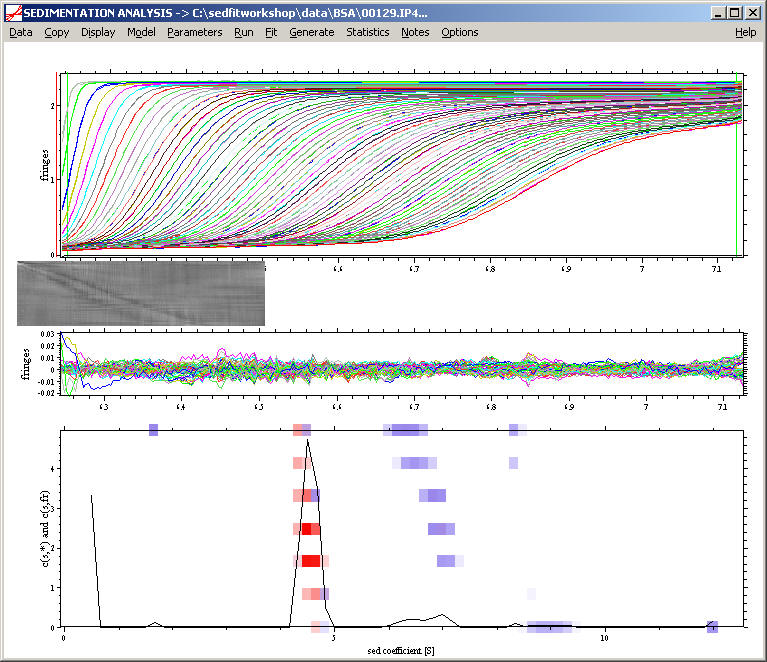 SEDIMENTATION ANALYSIS -> C:\sedfitworkshop\data\BSA\00129.IP4...
Data Copy Display Model Parameters Run Fit Generate Statistics Notes Options Help
2
1
0
fringes
6.6 6.7 6.8 6.9 7 7.1
0.03
0.02
0.01
0
-0.01
-0.02
fringes
6.3 6.4 6.5 6.6 6.7 6.8 6.9 7 7.1
4
3
2
1
0
c(s,*) and c(s,fr)
0 5 10
sed coefficient [S]